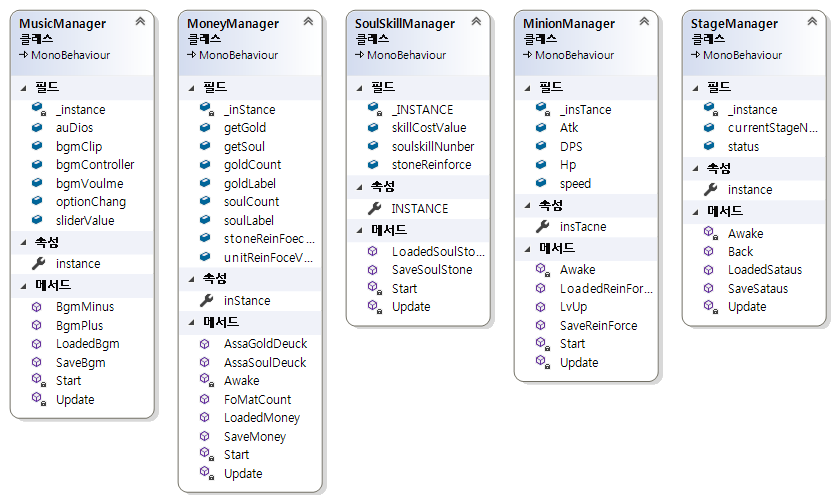 MusicManager
클래스
MonoBehaviour
필드
_instance
auDios
bgmClip
bgmController
bgmVoulme
optionChang
sliderValue
속성
instance
메서드
BgmMinus
BgmPlus
LoadedBgm
SaveBgm
Start
Update
MoneyManager
클래스
MonoBehaviour
필드
_inStance
getGold
getSoul
goldCount
goldLabel
soulCount
soulLabel
stoneReinFoec...
unitReinFoceV...
속성
inStance
메서드
AssaGoldDeuck
AssaSoulDeuck
Awake
FoMatCount
LoadedMoney
SaveMoney
Start
Update
SoulSkillManager
클래스
MonoBehaviour
필드
_INSTANCE
skillCostValue
soulskillNunber
stoneReinforce
속성
INSTANCE
메서드
LoadedSoulSto...
SaveSoulStone
Start
Update
MinionManager
클래스
MonoBehaviour
필드
_insTance
Atk
DPS
Hp
speed
속성
insTacne
메서드
Awake
LoadedReinFor...
LvUp
SaveReinForce
Start
Update
StageManager
클래스
MonoBehaviour
필드
_instance
currentStageN...
status
속성
instance
메서드
Awake
Back
LoadedSataus
SaveSataus
Update